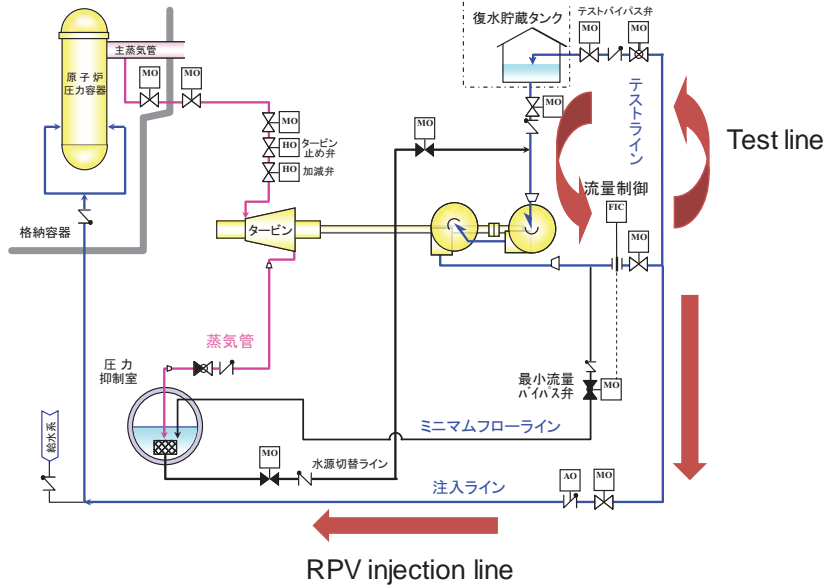 主蒸気管
原子炉
圧力容器
MO
MO
復水貯蔵タンク
テストバイパス弁
MO
MO
MO
MO
HO
タービン
止め弁
HO
加減弁
MO
テストライン
Test line
流量制御
FIC
MO
格納容器
タービン
蒸気管
圧力
抑制室
最小流量
バイパス弁
MO
ミニマムフローライン
給水系
MO
水源切替ライン
注入ライン
AO
MO
RPV injection line